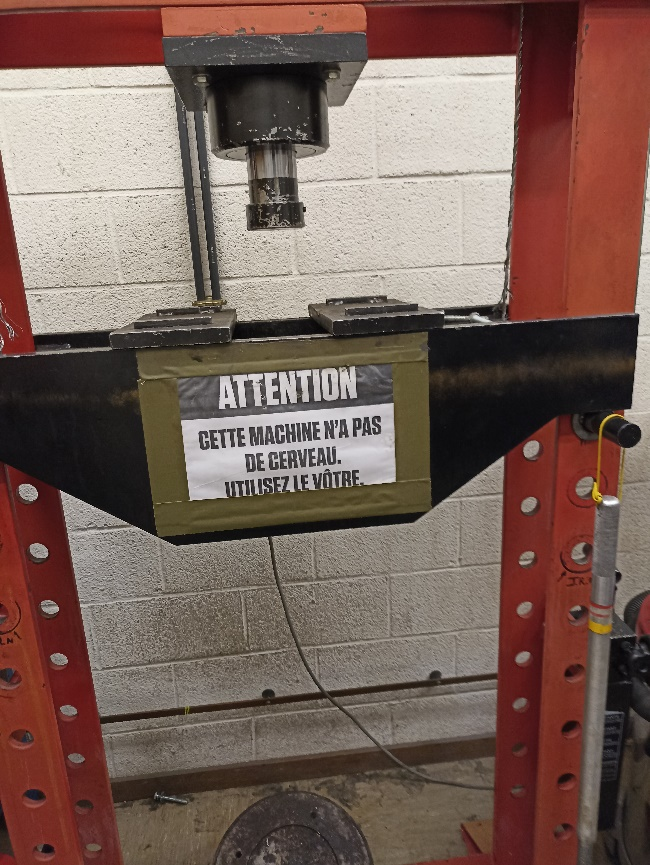 ATTENTION
CETTE MACHINE N'A PAS
DE CERVEAU.
UTILISEZ LE VÔTRE.